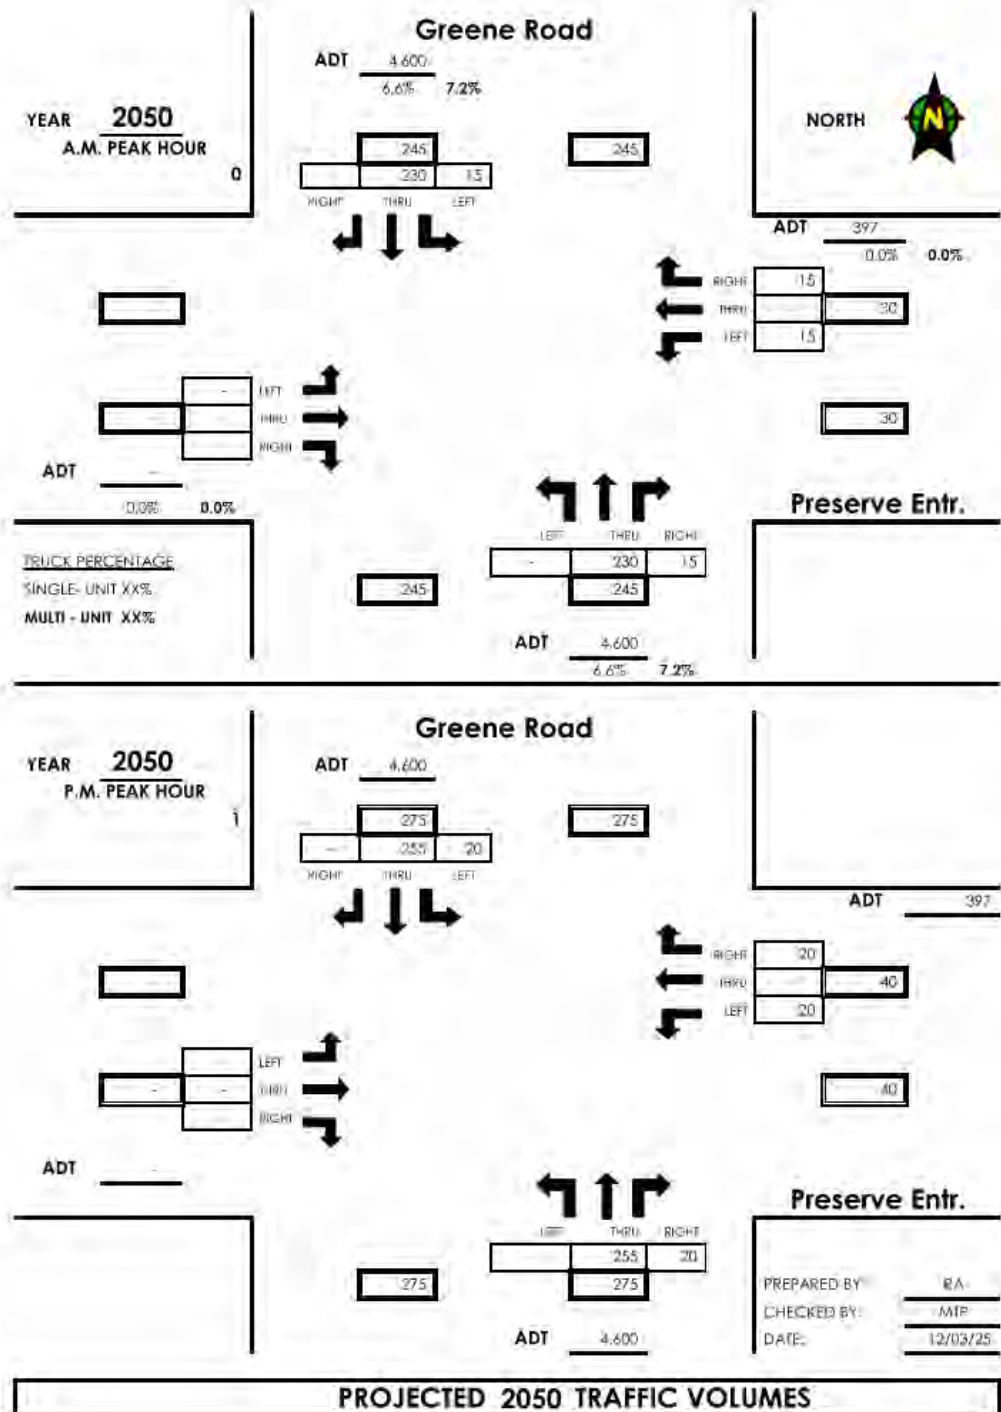 Greene Road
ADT 4.600
6.6% 7.2%
YEAR 2050
A.M. PEAK HOUR
0
NORTH N
245 245
- 230 15
RIGHT THRU LEFT
ADT 397
0.0% 0.0%
RIGHT 15
THRU 30
LEFT 15
- LEFT
- - THRU
RIGHT
30
ADT -
0.0% 0.0%
Preserve Entr.
LEFT THRU RIGHT
- 230 15
245 245
TRUCK PERCENTAGE
SINGLE- UNIT XX%
MULTI - UNIT XX%
ADT 4.600
6.6% 7.2%
Greene Road
YEAR 2050
P.M. PEAK HOUR
1
ADT 4.600
275 275
- 255 20
RIGHT THRU LEFT
ADT 397
RIGHT 20
THRU - 40
LEFT 20
- LEFT
- - THRU
- RIGHT
40
ADT -
Preserve Entr.
LEFT THRU RIGHT
255 20
275 275
ADT 4.600
PREPARED BY RA
CHECKED BY: MTP
DATE: 12/03/25
PROJECTED 2050 TRAFFIC VOLUMES